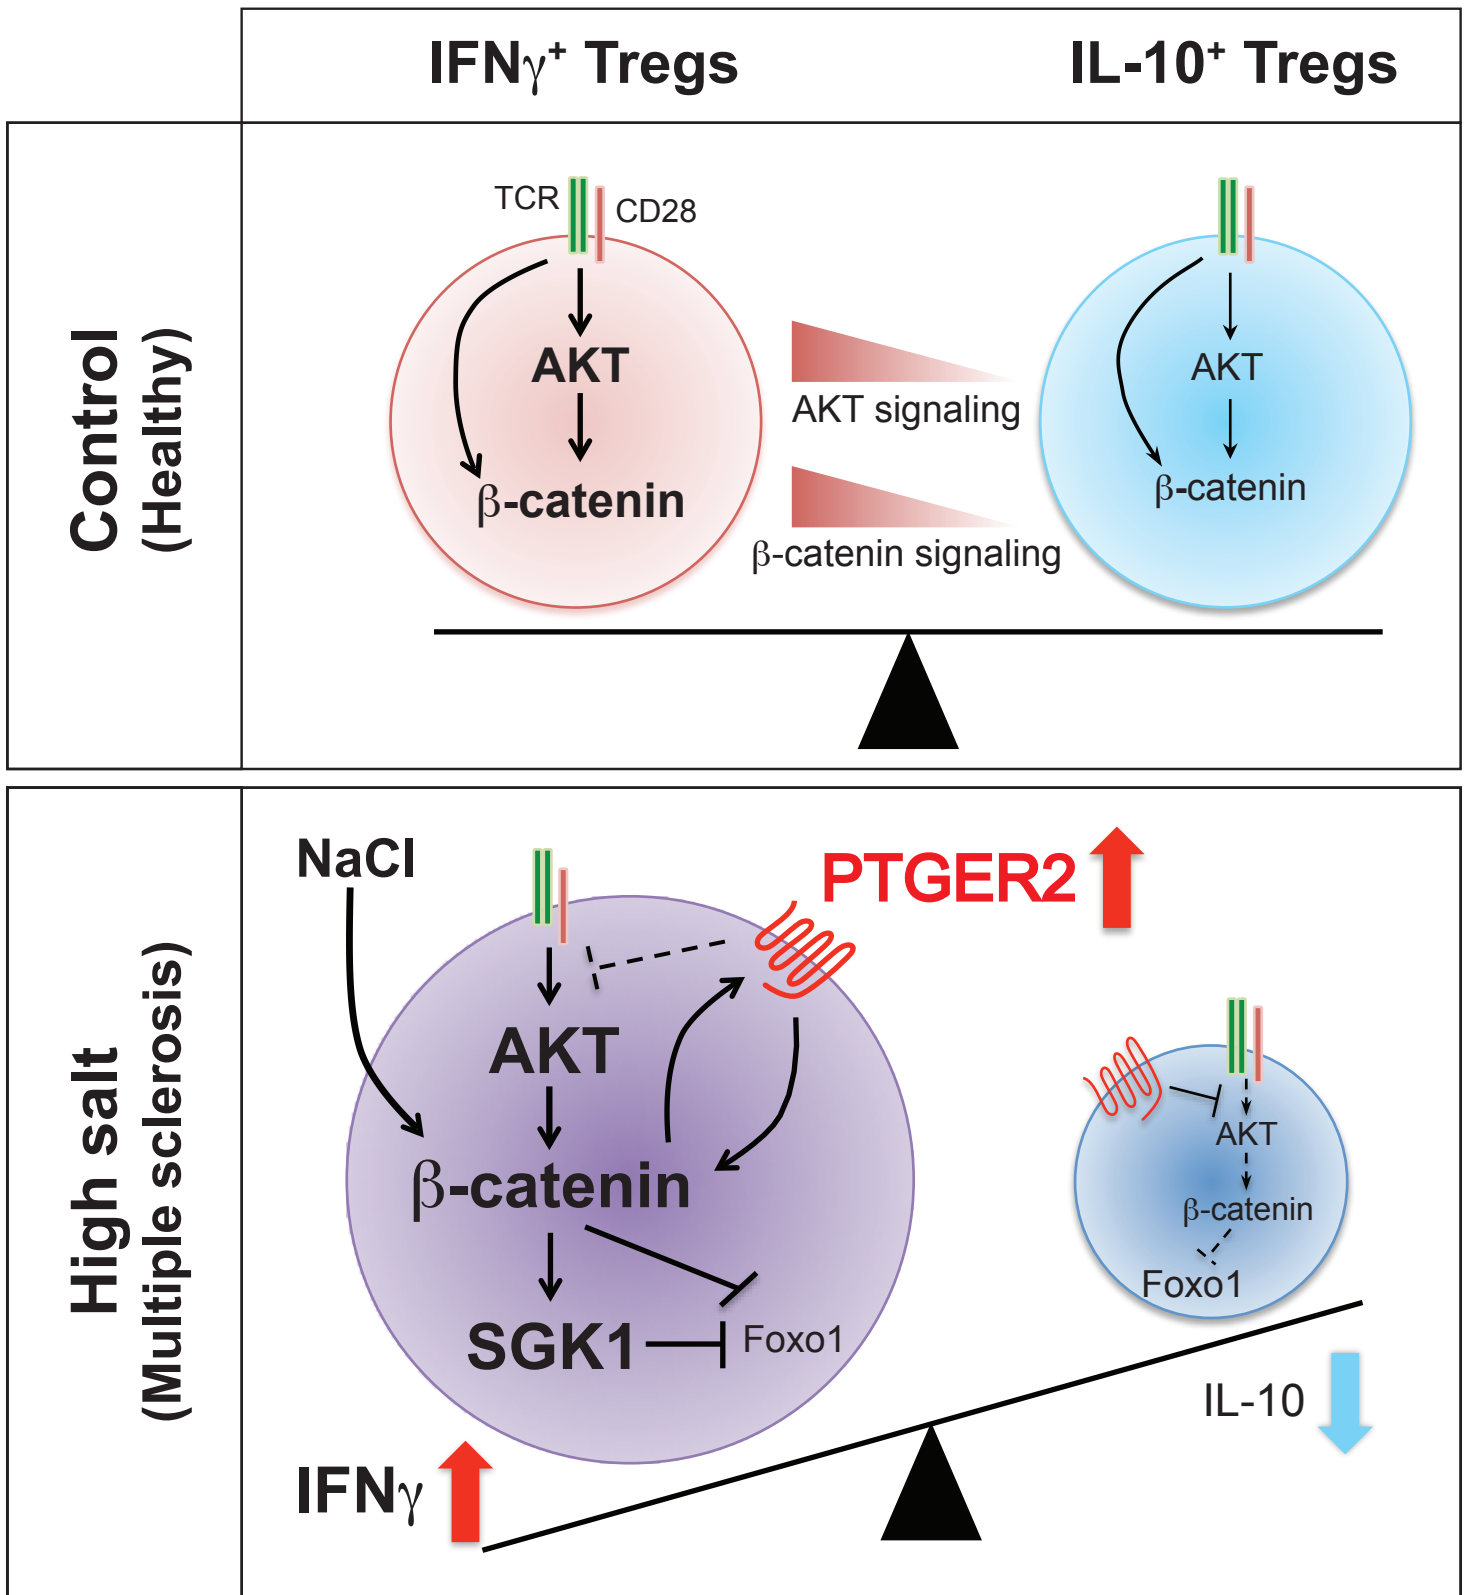 IFNγ⁺ Tregs
IL-10⁺ Tregs
Control
(Healthy)
TCR
CD28
AKT
β-catenin
AKT signaling
β-catenin signaling
AKT
β-catenin
High salt
(Multiple sclerosis)
NaCl
PTGER2
AKT
β-catenin
SGK1
Foxo1
IFNγ
AKT
β-catenin
Foxo1
IL-10